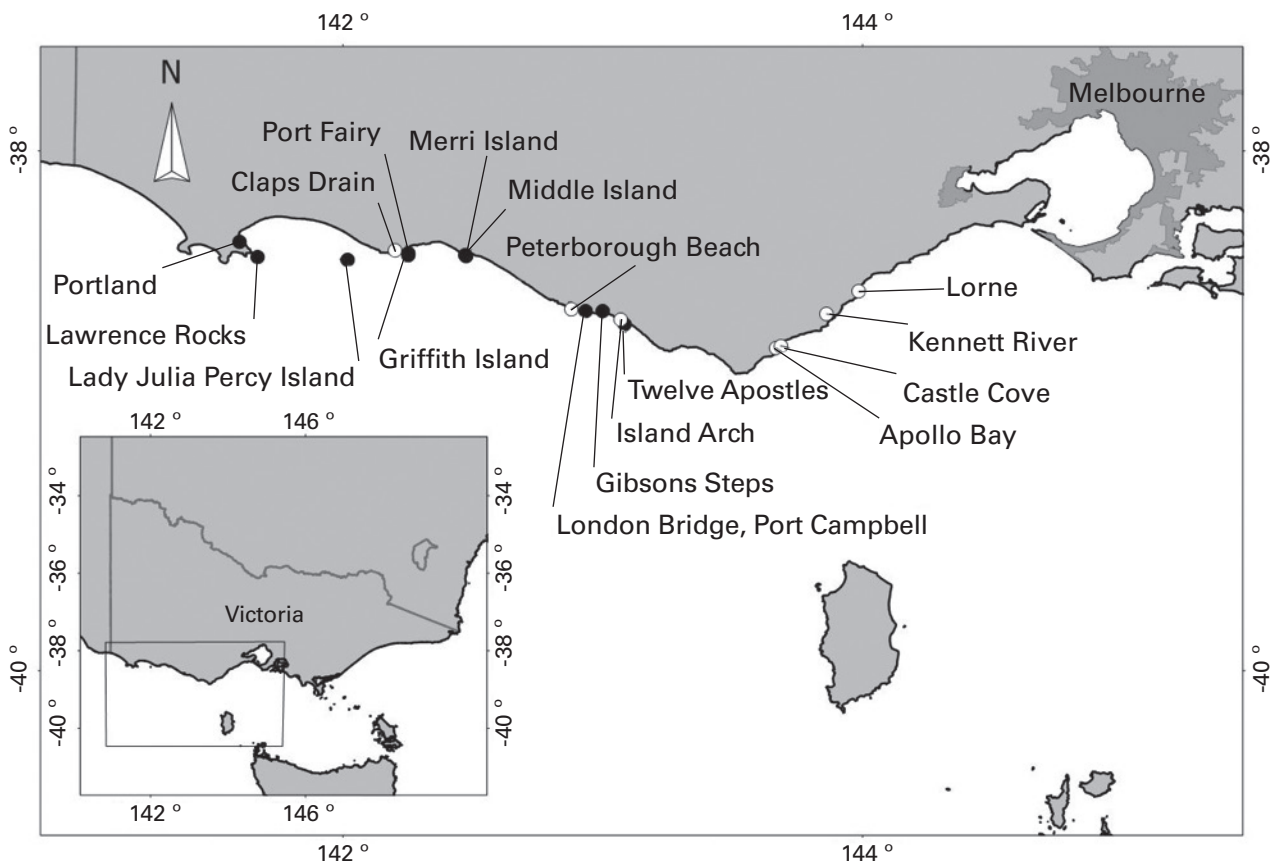 142 °
144 °
N
Melbourne
Port Fairy
Merri Island
-38 °
-38 °
Claps Drain
Middle Island
Peterborough Beach
Portland
Lorne
Lawrence Rocks
Kennett River
Griffith Island
Lady Julia Percy Island
Twelve Apostles
Castle Cove
142 °
146 °
Island Arch
Apollo Bay
Gibsons Steps
-34 °
-34 °
London Bridge, Port Campbell
-36 °
-36 °
Victoria
-38 °
-38 °
-40 °
-40 °
-40 °
-40 °
142 °
146 °
142 °
144 °